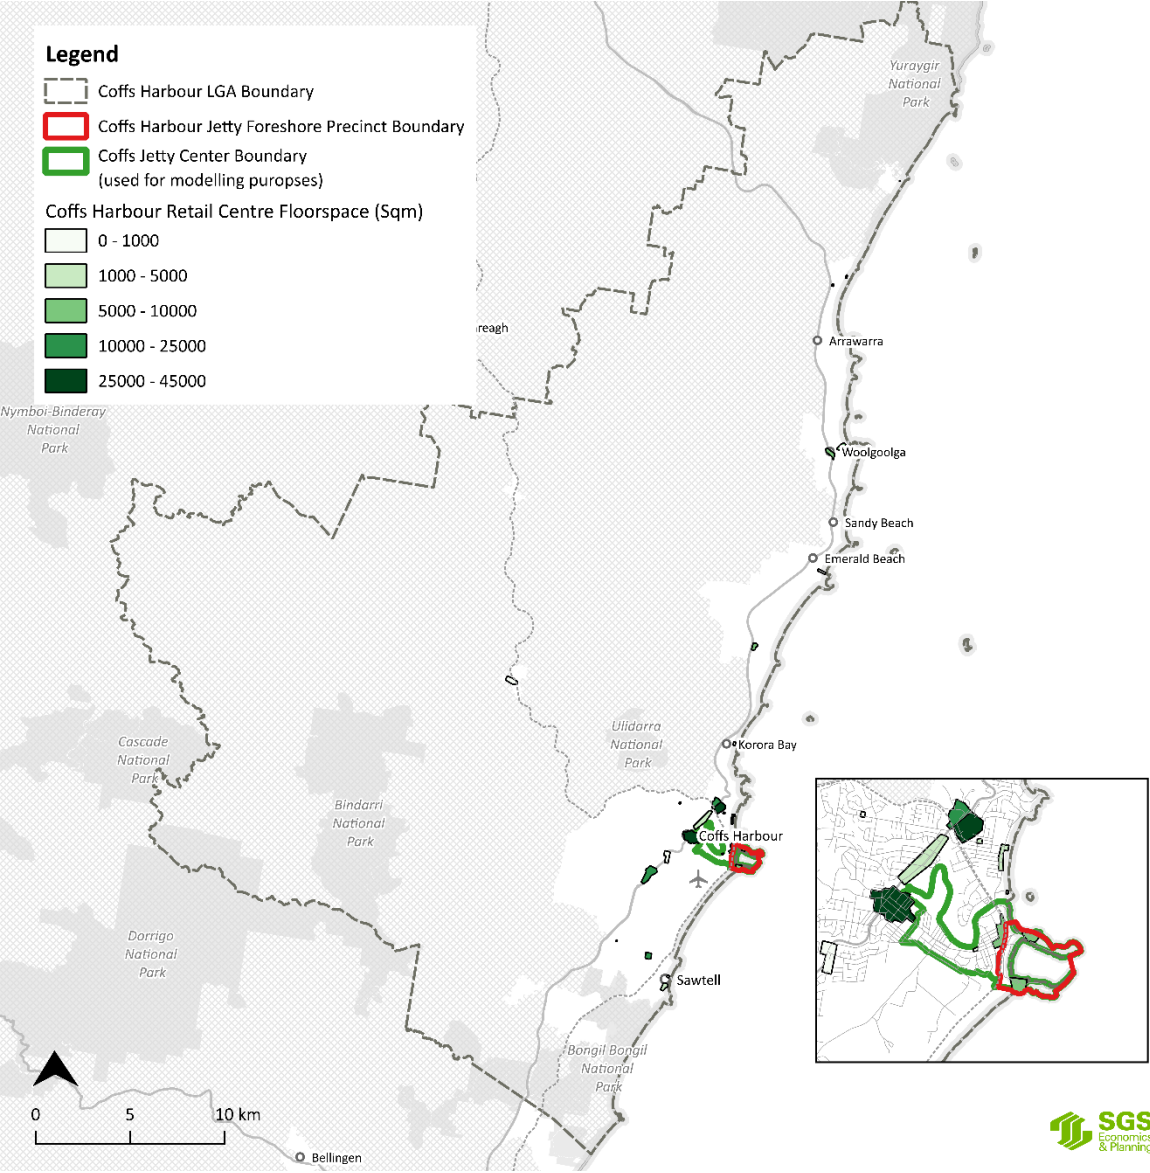 Legend
Coffs Harbour LGA Boundary
Coffs Harbour Jetty Foreshore Precinct Boundary
Coffs Jetty Center Boundary
(used for modelling puropses)
Coffs Harbour Retail Centre Floorspace (Sqm)
0 - 1000
1000 - 5000
5000 - 10000
10000 - 25000
25000 - 45000
Yuraygir
National
Park
reagh
Arrawarra
Nymboi-Binderay
National
Park
Woolgoolga
Sandy Beach
Emerald Beach
Ulidarra
National
Park
Korora Bay
Cascade
National
Park
Bindarri
National
Park
Coffs Harbour
Dorrigo
National
Park
Sawtell
Bongil Bongil
National
Park
0 5 10 km
Bellingen
SGS
Economics
& Planning